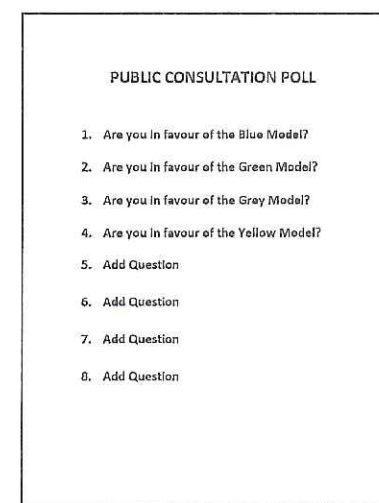 PUBLIC CONSULTATION POLL
1. Are you in favour of the Blue Model?
2. Are you in favour of the Green Model?
3. Are you in favour of the Grey Model?
4. Are you in favour of the Yellow Model?
5. Add Question
6. Add Question
7. Add Question
8. Add Question